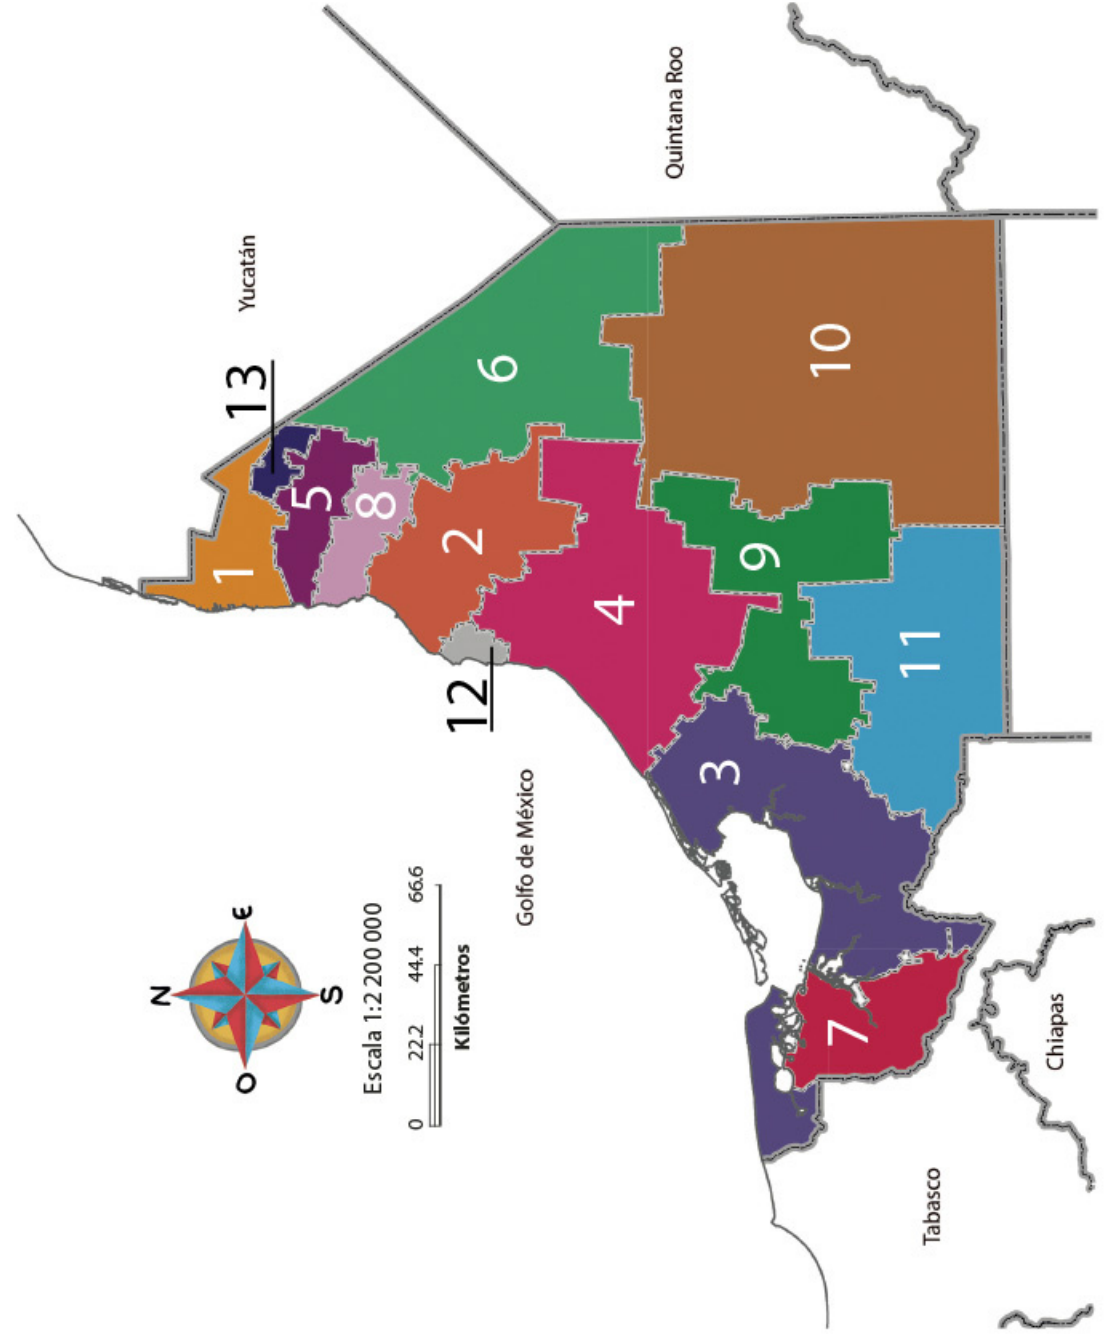 N
O
E
S
13
Yucatán
1
5
Escala 1:2 200 000
8
0 22.2 44.4 66.6
Kilómetros
12
2
6
Golfo de México
4
Quintana Roo
3
9
10
7
11
Tabasco
Chiapas